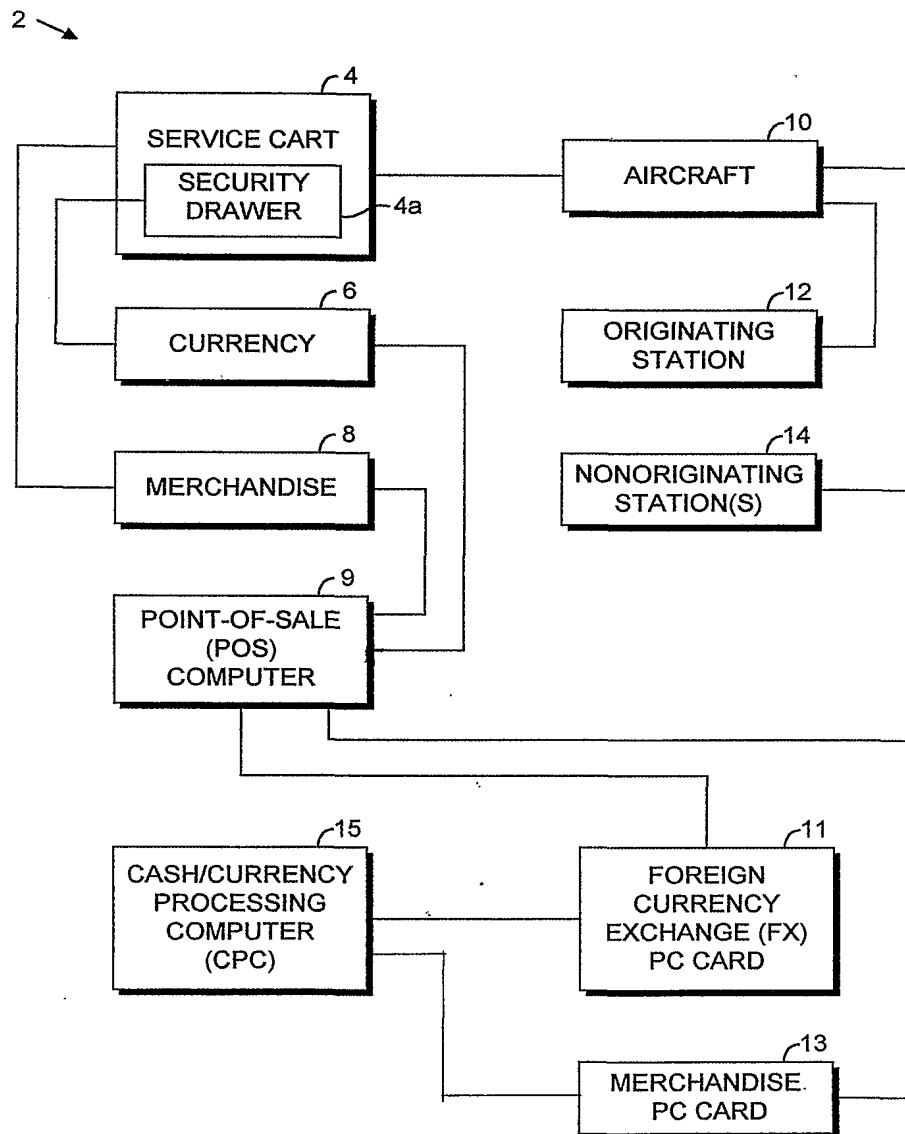 2
4
SERVICE CART
SECURITY
DRAWER
4a
10
AIRCRAFT
6
CURRENCY
12
ORIGINATING
STATION
8
MERCHANDISE
14
NONORIGINATING
STATION(S)
9
POINT-OF-SALE
(POS)
COMPUTER
15
CASH/CURRENCY
PROCESSING
COMPUTER
(CPC)
11
FOREIGN
CURRENCY
EXCHANGE (FX)
PC CARD
13
MERCHANDISE
PC CARD